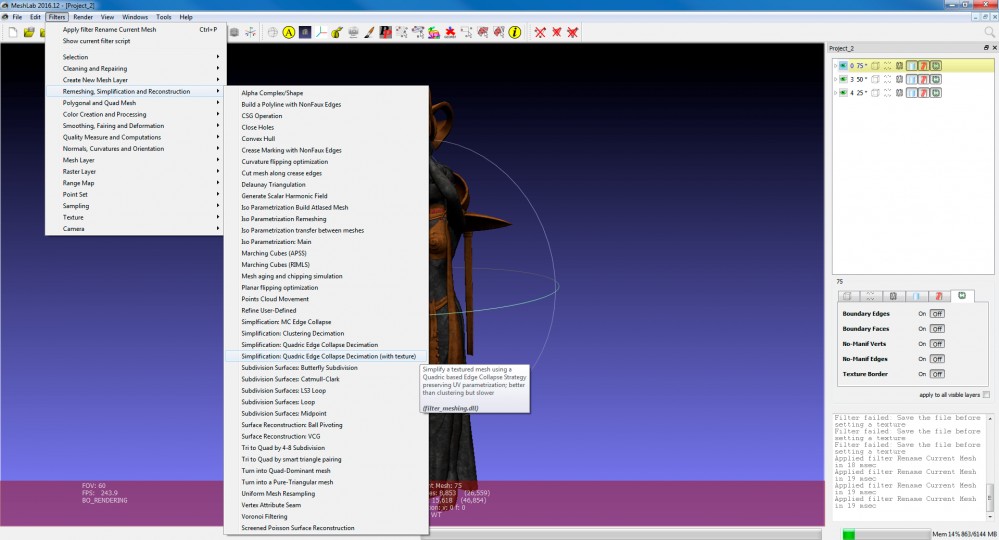 MeshLab 2016.12 - [Project_2]
File Edit Filters Render View Windows Tools Help
Apply filter Rename Current Mesh Ctrl+P
Show current filter script
Selection
Cleaning and Repairing
Create New Mesh Layer
Remeshing, Simplification and Reconstruction
Polygonal and Quad Mesh
Color Creation and Processing
Smoothing, Fairing and Deformation
Quality Measure and Computations
Normals, Curvatures and Orientation
Mesh Layer
Raster Layer
Range Map
Point Set
Sampling
Texture
Camera
Alpha Complex/Shape
Build a Polyline with NonFaux Edges
CSG Operation
Close Holes
Convex Hull
Crease Marking with NonFaux Edges
Curvature flipping optimization
Cut mesh along crease edges
Delaunay Triangulation
Generate Scalar Harmonic Field
Iso Parametrization Build Atlased Mesh
Iso Parametrization Remeshing
Iso Parametrization transfer between meshes
Iso Parametrization: Main
Marching Cubes (APSS)
Marching Cubes (RIMLS)
Mesh aging and chipping simulation
Planar flipping optimization
Points Cloud Movement
Refine User-Defined
Simplfication: MC Edge Collapse
Simplification: Clustering Decimation
Simplification: Quadric Edge Collapse Decimation
Simplification: Quadric Edge Collapse Decimation (with texture)
Subdivision Surfaces: Butterfly Subdivision
Subdivision Surfaces: Catmull-Clark
Subdivision Surfaces: LS3 Loop
Subdivision Surfaces: Loop
Subdivision Surfaces: Midpoint
Surface Reconstruction: Ball Pivoting
Surface Reconstruction: VCG
Tri to Quad by 4-8 Subdivision
Tri to Quad by smart triangle pairing
Turn into Quad-Dominant mesh
Turn into a Pure-Triangular mesh
Uniform Mesh Resampling
Vertex Attribute Seam
Voronoi Filtering
Screened Poisson Surface Reconstruction
Simplify a textured mesh using a
Quadric based Edge Collapse Strategy
preserving UV parametrization; better
than clustering but slower
(filter_meshing.dll)
FOV: 60
FPS: 243.9
BO_RENDERING
nt Mesh: 75
es: 8,853 (26,559)
15,618 (46,854)
on: v: 0 f: 0
WT
Project_2
0 75 *
3 50 *
4 25 *
75
Boundary Edges On Off
Boundary Faces On Off
No-Manif Verts On Off
No-Manif Edges On Off
Texture Border On Off
apply to all visible layers
Filter failed: Save the file before
setting a texture
Filter failed: Save the file before
setting a texture
Filter failed: Save the file before
setting a texture
Applied filter Rename Current Mesh
in 18 msec
Applied filter Rename Current Mesh
in 19 msec
Applied filter Rename Current Mesh
in 19 msec
Mem 14% 863/6144 MB